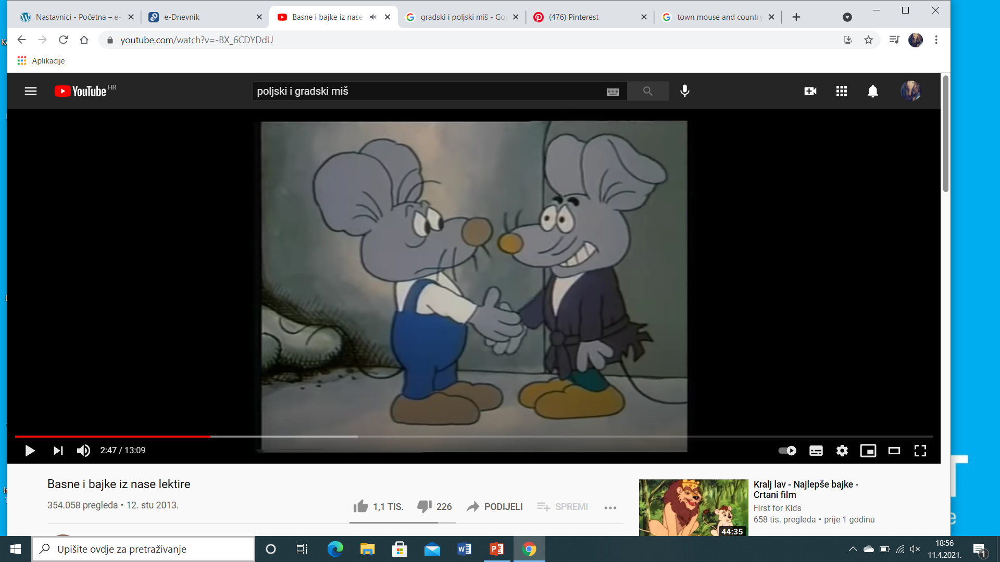 Nastavnici - Početna – e-
e-Dnevnik
Basne i bajke iz nase
gradski i poljski miš - Goo
(476) Pinterest
town mouse and country
youtube.com/watch?v=-BX_6CDYDdU
Aplikacije
YouTube HR
poljski i gradski miš
2:47 / 13:09
Basne i bajke iz nase lektire
354.058 pregleda • 12. stu 2013.
1,1 TIS.
226
PODIJELI
SPREMI
Kralj lav - Najlepše bajke -
Crtani film
First for Kids
658 tis. pregleda • prije 1 godinu
44:35
Upišite ovdje za pretraživanje
18:56
11.4.2021.
1